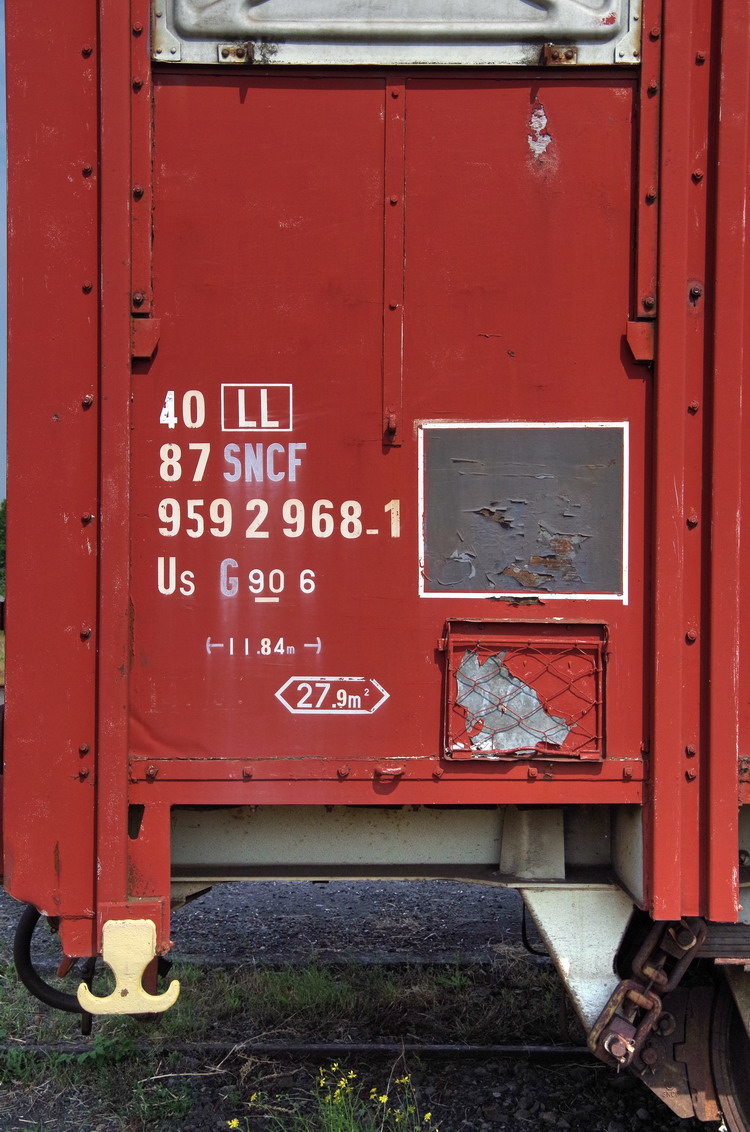 40 LL
87 SNCF
959 2 968-1
Us G 90 6
11.84m
27.9m²